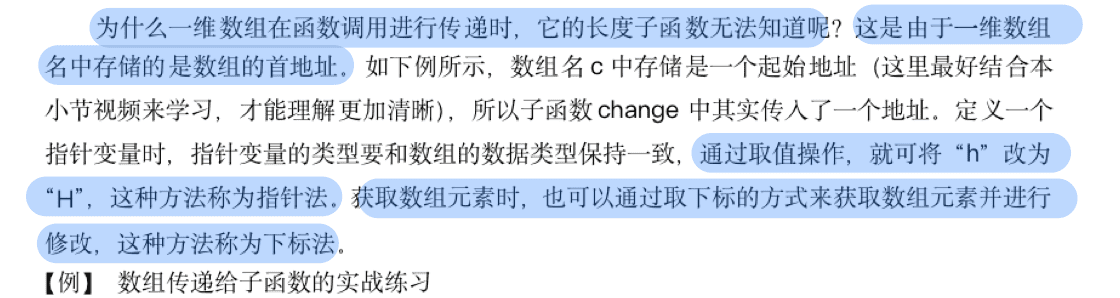 为什么一维数组在函数调用进行传递时，它的长度子函数无法知道呢？这是由于一维数组
名中存储的是数组的首地址。如下例所示，数组名 c 中存储是一个起始地址（这里最好结合本
小节视频来学习，才能理解更加清晰），所以子函数 change 中其实传入了一个地址。定义一个
指针变量时，指针变量的类型要和数组的数据类型保持一致，通过取值操作，就可将“h”改为
“H”，这种方法称为指针法。获取数组元素时，也可以通过取下标的方式来获取数组元素并进行
修改，这种方法称为下标法。
【例】 数组传递给子函数的实战练习